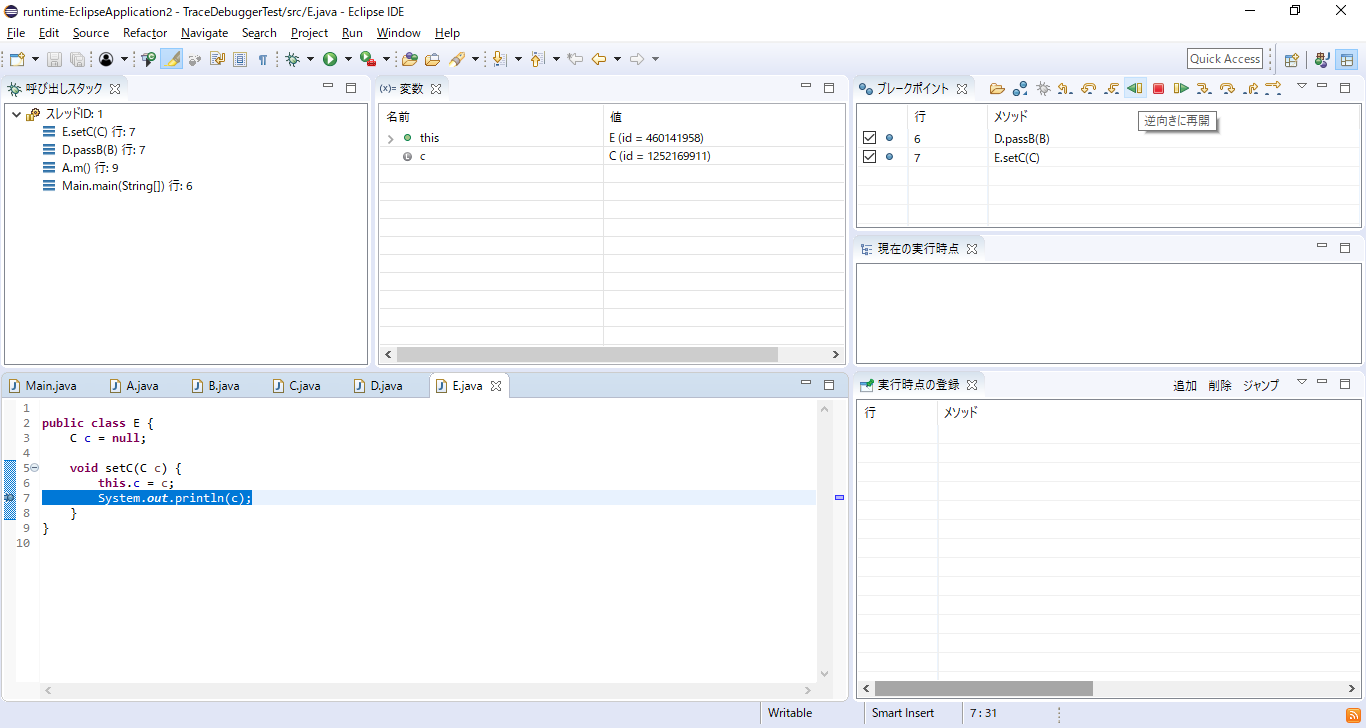 runtime-EclipseApplication2 - TraceDebuggerTest/src/E.java - Eclipse IDE
File Edit Source Refactor Navigate Search Project Run Window Help
Quick Access
呼び出しスタック
スレッドID: 1
E.setC(C) 行: 7
D.passB(B) 行: 7
A.m() 行: 9
Main.main(String[]) 行: 6
(x)= 変数
名前 値
this E (id = 460141958)
c C (id = 1252169911)
ブレークポイント
逆向きに再開
行 メソッド
6 D.passB(B)
7 E.setC(C)
現在の実行時点
Main.java A.java B.java C.java D.java E.java
1
2 public class E {
3 C c = null;
4
5 void setC(C c) {
6 this.c = c;
7 System.out.println(c);
8 }
9 }
10
実行時点の登録 追加 削除 ジャンプ
行 メソッド
Writable Smart Insert 7 : 31